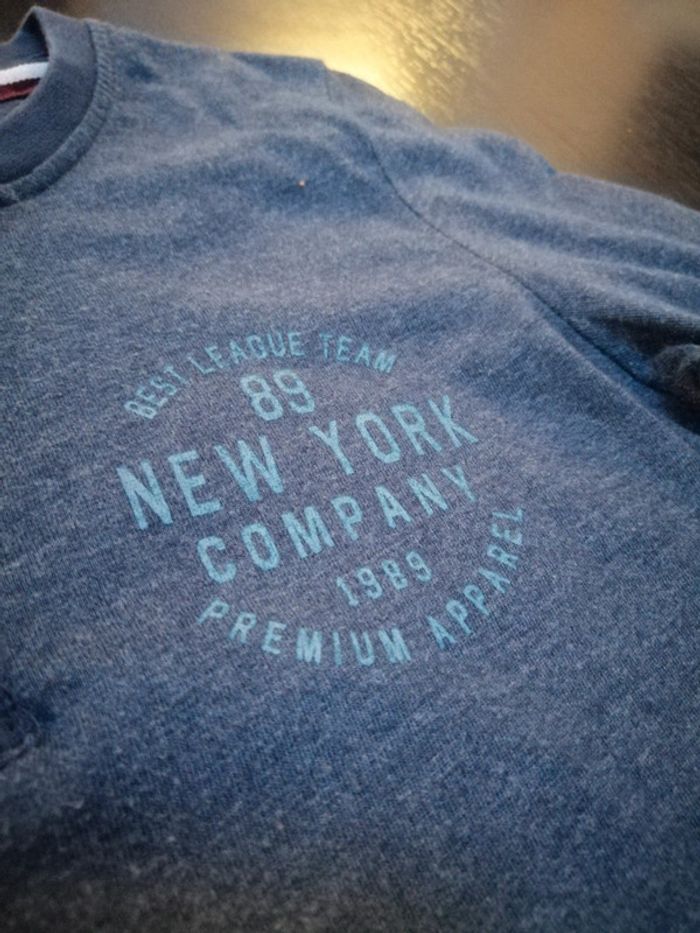 BEST LEAGUE TEAM
89
NEW YORK
COMPANY
1989
PREMIUM APPAREL